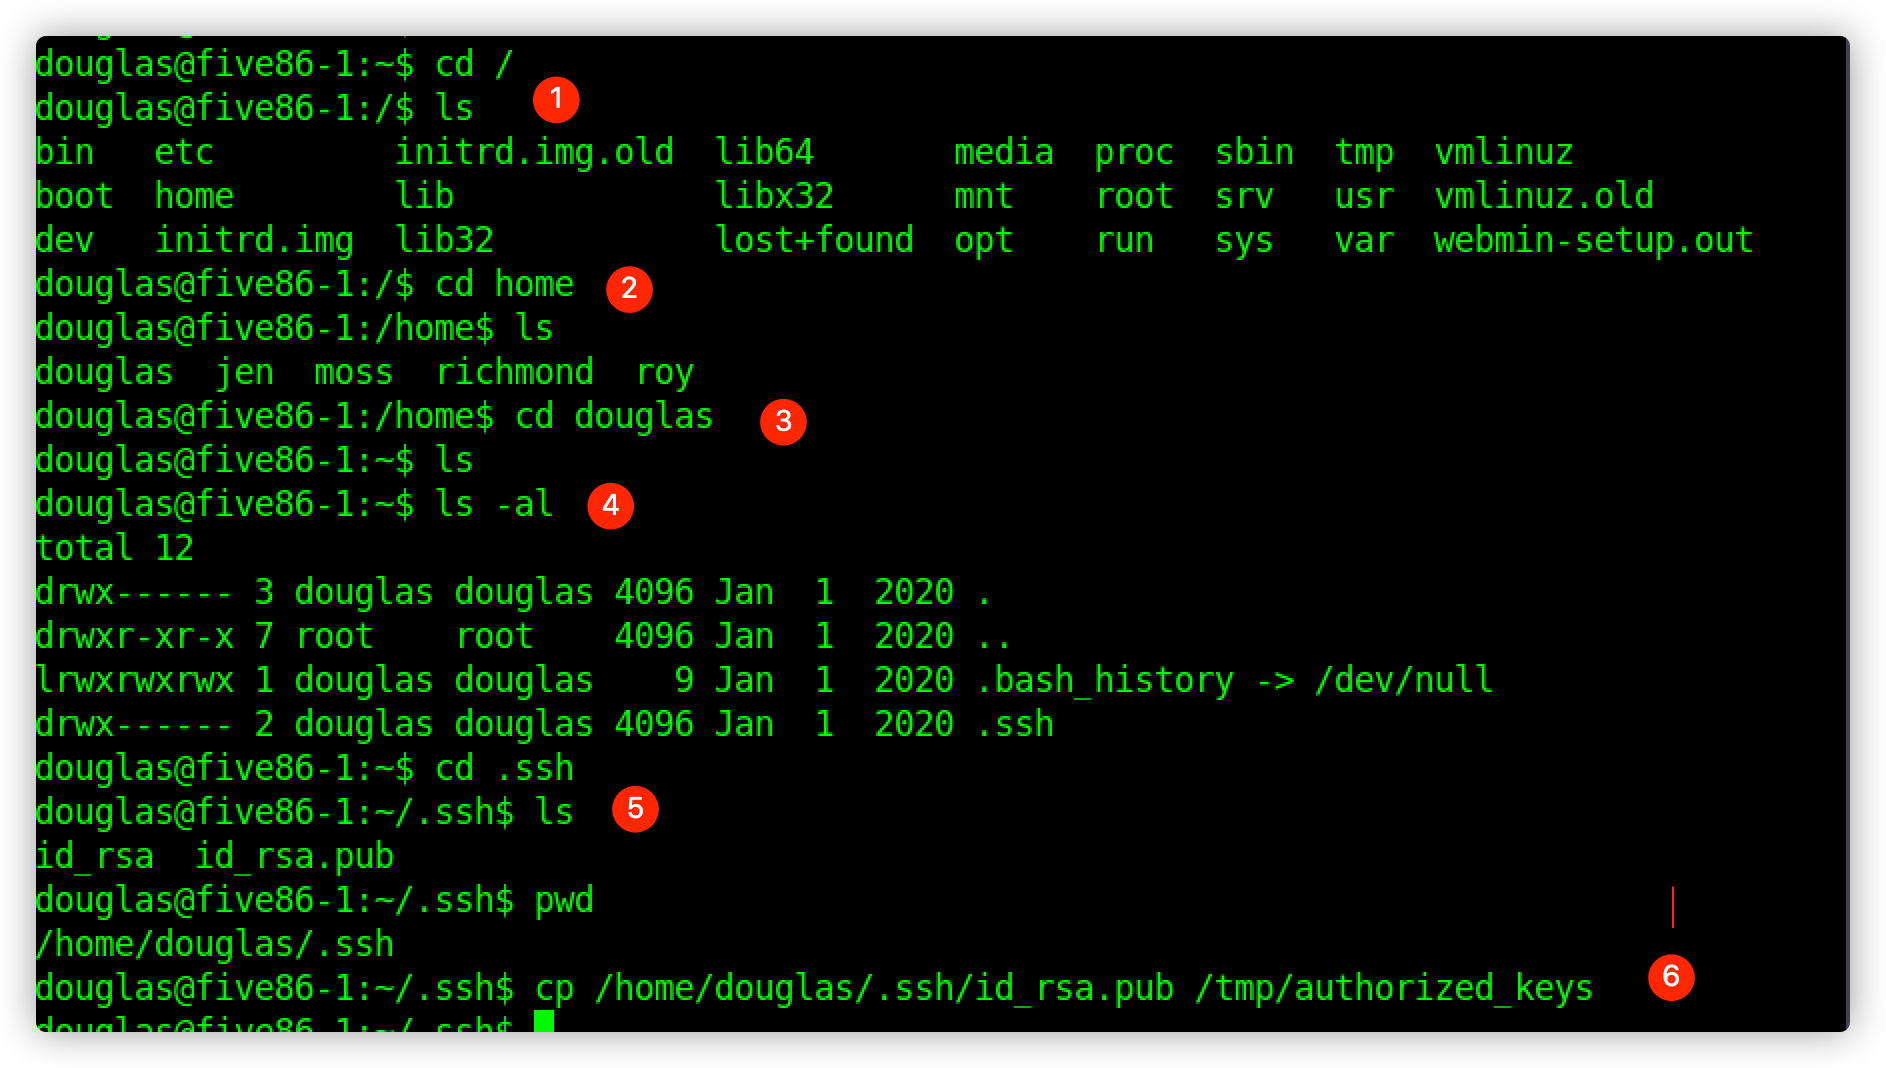 douglas@five86-1:~$ cd /
douglas@five86-1:/$ ls 1
bin   etc         initrd.img.old  lib64       media  proc  sbin  tmp  vmlinuz
boot  home        lib             libx32      mnt    root  srv   usr  vmlinuz.old
dev   initrd.img  lib32           lost+found  opt    run   sys   var  webmin-setup.out
douglas@five86-1:/$ cd home 2
douglas@five86-1:/home$ ls
douglas  jen  moss  richmond  roy
douglas@five86-1:/home$ cd douglas 3
douglas@five86-1:~$ ls
douglas@five86-1:~$ ls -al 4
total 12
drwx------ 3 douglas douglas 4096 Jan  1  2020 .
drwxr-xr-x 7 root    root    4096 Jan  1  2020 ..
lrwxrwxrwx 1 douglas douglas    9 Jan  1  2020 .bash_history -> /dev/null
drwx------ 2 douglas douglas 4096 Jan  1  2020 .ssh
douglas@five86-1:~$ cd .ssh
douglas@five86-1:~/.ssh$ ls 5
id_rsa  id_rsa.pub
douglas@five86-1:~/.ssh$ pwd
/home/douglas/.ssh
douglas@five86-1:~/.ssh$ cp /home/douglas/.ssh/id_rsa.pub /tmp/authorized_keys 6
douglas@five86-1:~/.ssh$